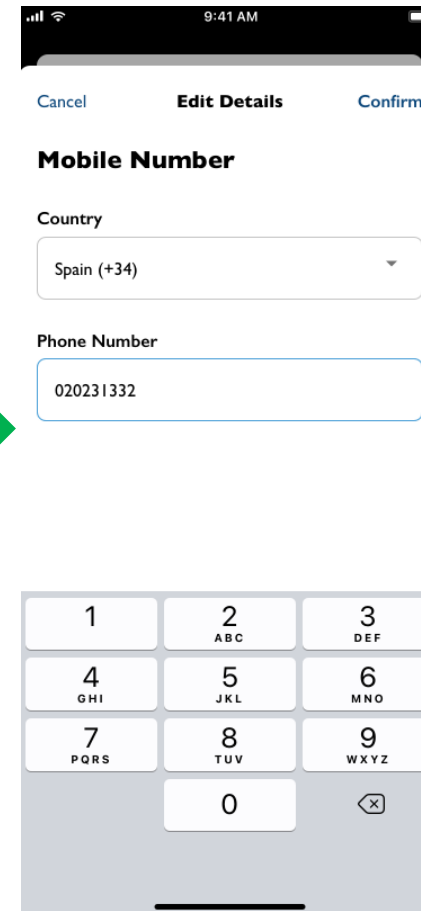 9:41 AM
Cancel Edit Details Confirm
Mobile Number
Country
Spain (+34)
Phone Number
020231332
1 2 3
ABC DEF
4 5 6
GHI JKL MNO
7 8 9
PQRS TUV WXYZ
0